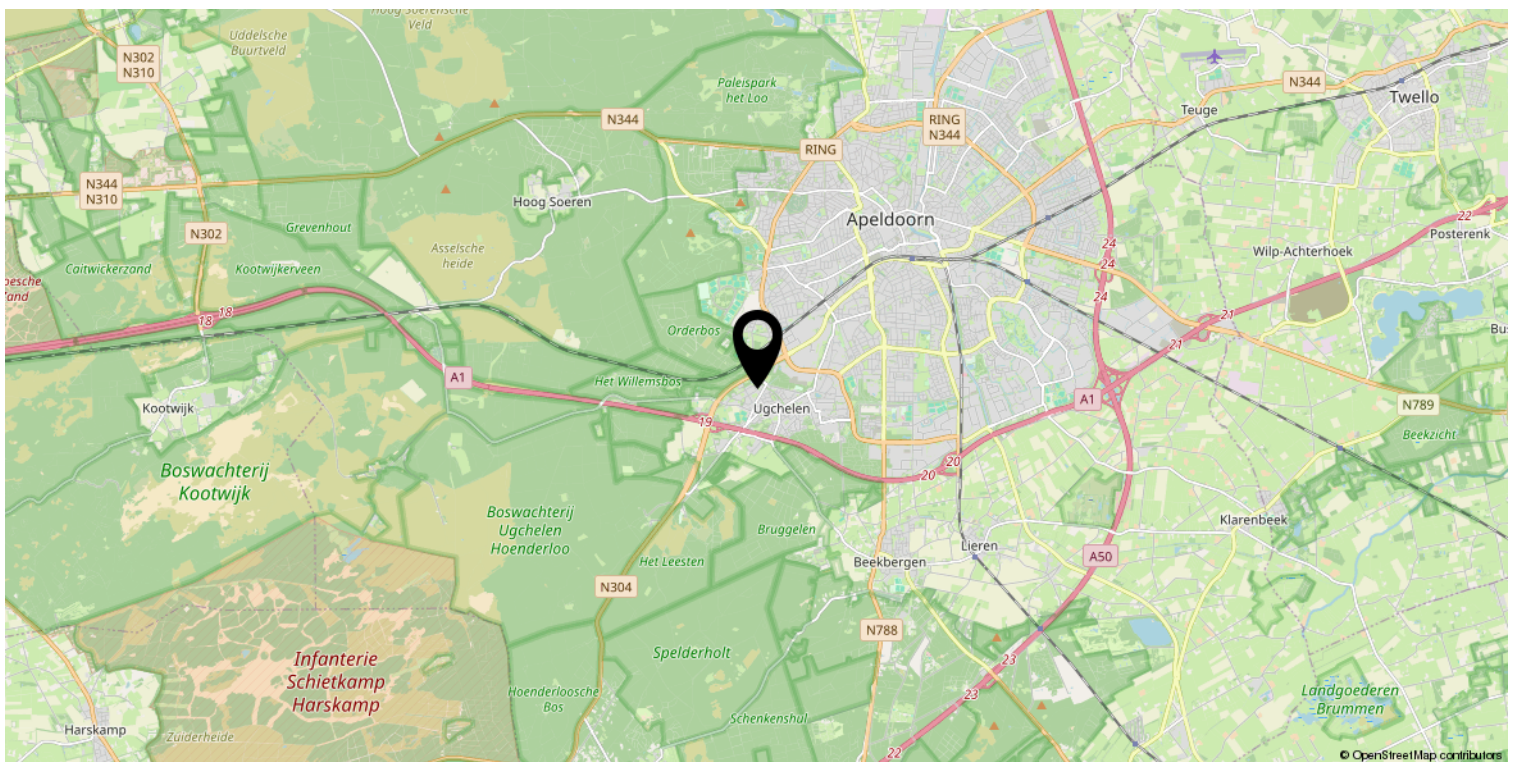 Hoog Soerensche
Veld
Uddelsche
Buurtveld
N302
N310
Paleispark
het Loo
N344
Twello
Teuge
N344
RING
N344
RING
N344
N310
Hoog Soeren
Apeldoorn
22
Posterenk
N302
Grevenhout
Asselsche
heide
24
Wilp-Achterhoek
Caitwickerzand
Kootwijkerveen
24
24
18
18
21
21
Orderbos
Het Willemsbos
A1
A1
Kootwijk
Ugchelen
N789
19
Beekzicht
Boswachterij
Kootwijk
20
20
Boswachterij
Ugchelen
Hoenderloo
Bruggelen
Klarenbeek
Lieren
Het Leesten
Beekbergen
A50
N304
N788
Spelderholt
Infanterie
Schietkamp
Harskamp
23
23
Hoenderloosche
Bos
Landgoederen
Brummen
Schenkenshul
Harskamp
Zuiderheide
22
© OpenStreetMap contributors